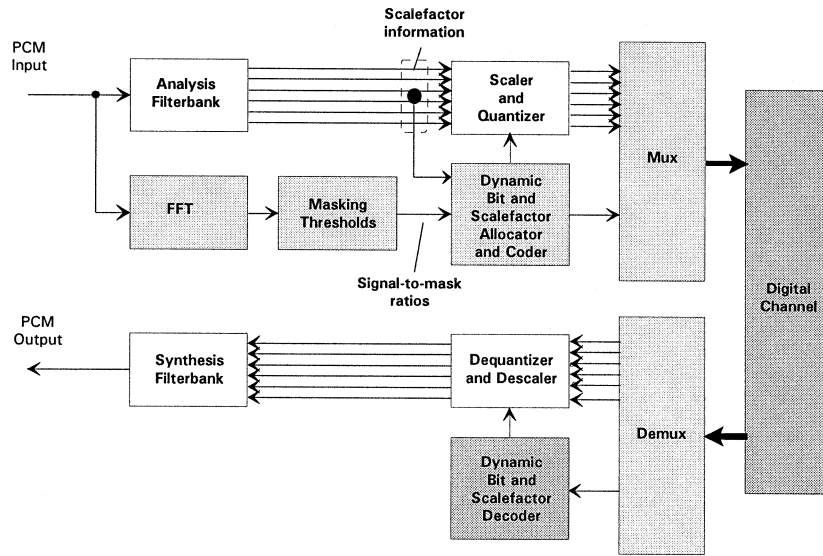 Scalefactor
information
PCM
Input
Analysis
Filterbank
Scaler
and
Quantizer
Mux
FFT
Masking
Thresholds
Dynamic
Bit and
Scalefactor
Allocator
and Coder
Signal-to-mask
ratios
Digital
Channel
PCM
Output
Synthesis
Filterbank
Dequantizer
and Descaler
Demux
Dynamic
Bit and
Scalefactor
Decoder